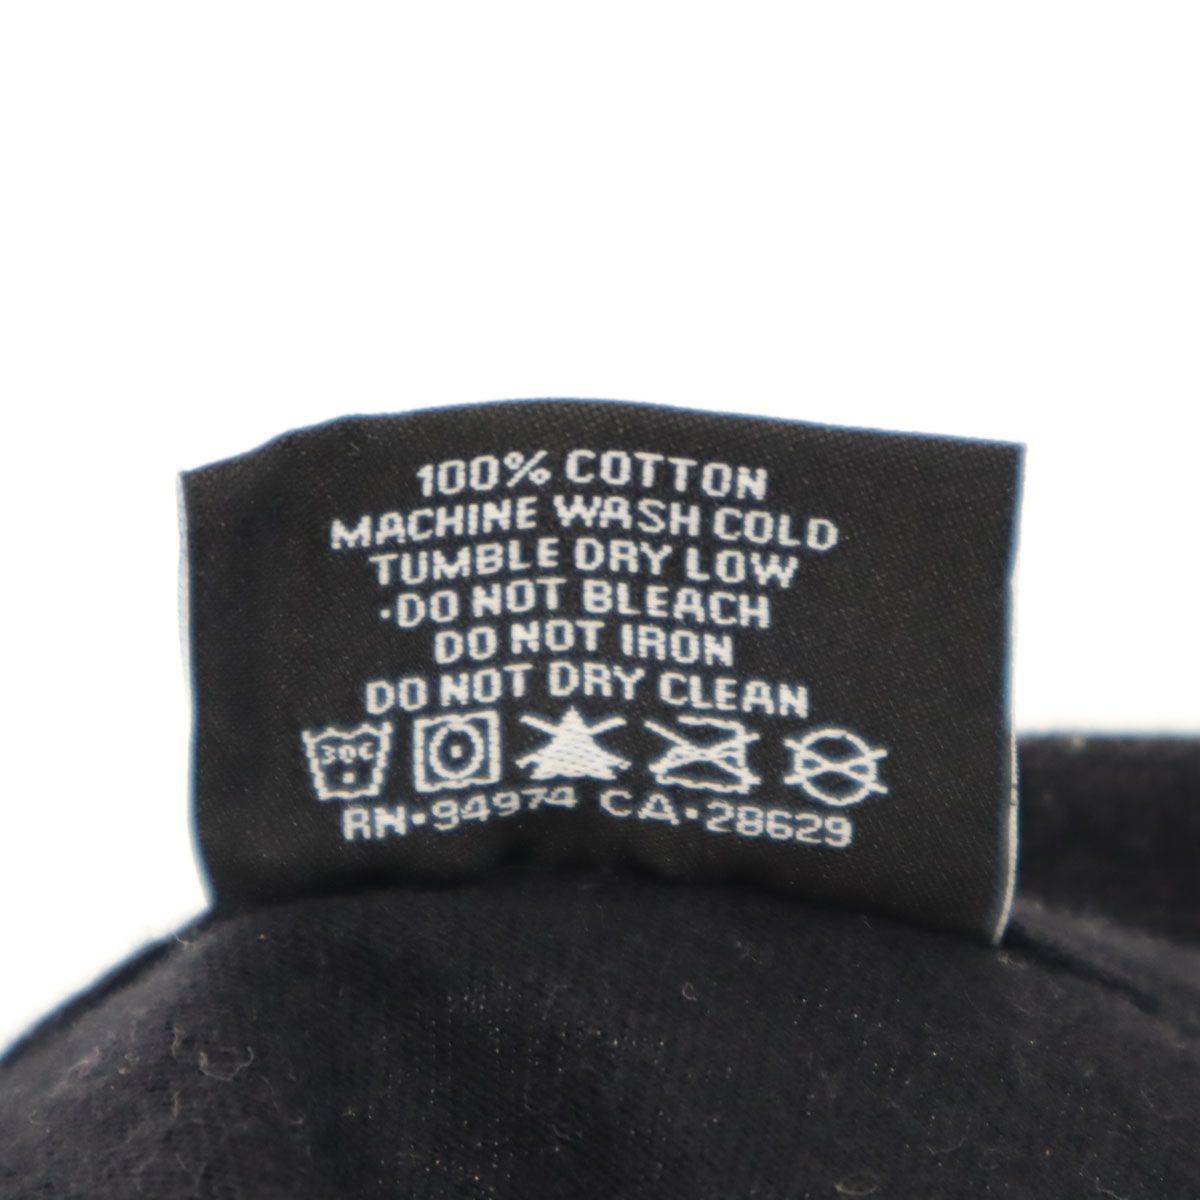 100% COTTON
MACHINE WASH COLD
TUMBLE DRY LOW
·DO NOT BLEACH
DO NOT IRON
DO NOT DRY CLEAN
30C
RN·94974 CA·28629